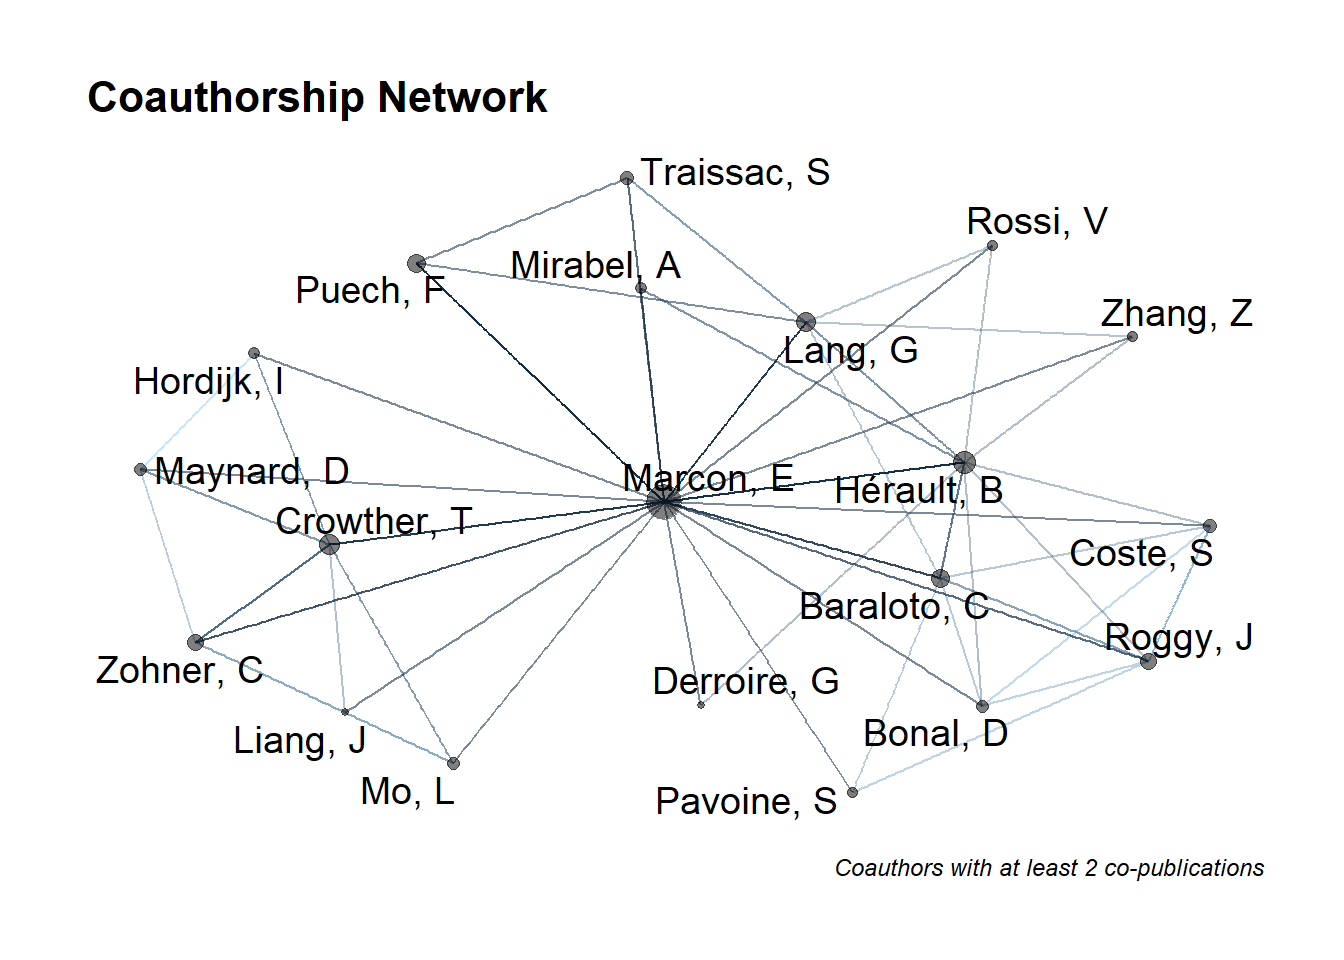 Coauthorship Network
Traissac, S
Rossi, V
Mirabel, A
Puech, F
Zhang, Z
Lang, G
Hordijk, I
Maynard, D
Marcon, E
Hérault, B
Crowther, T
Coste, S
Baraloto, C
Roggy, J
Zohner, C
Derroire, G
Liang, J
Bonal, D
Mo, L
Pavoine, S
Coauthors with at least 2 co-publications